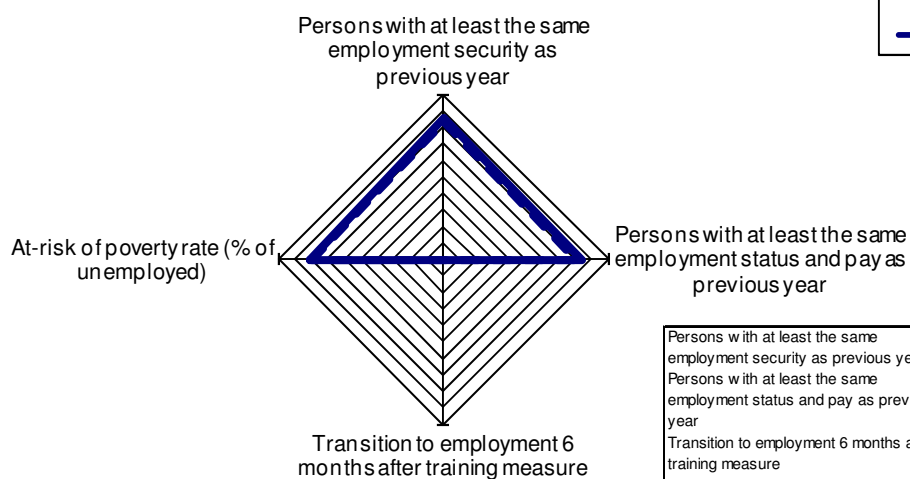 Persons with at least the same
employment security as
previous year
At-risk of poverty rate (% of
unemployed)
Persons with at least the same
employment status and pay as
previous year
Transition to employment 6
months after training measure
Persons with at least the same
employment security as previous
Persons with at least the same
employment status and pay as
year
Transition to employment 6 months
training measure